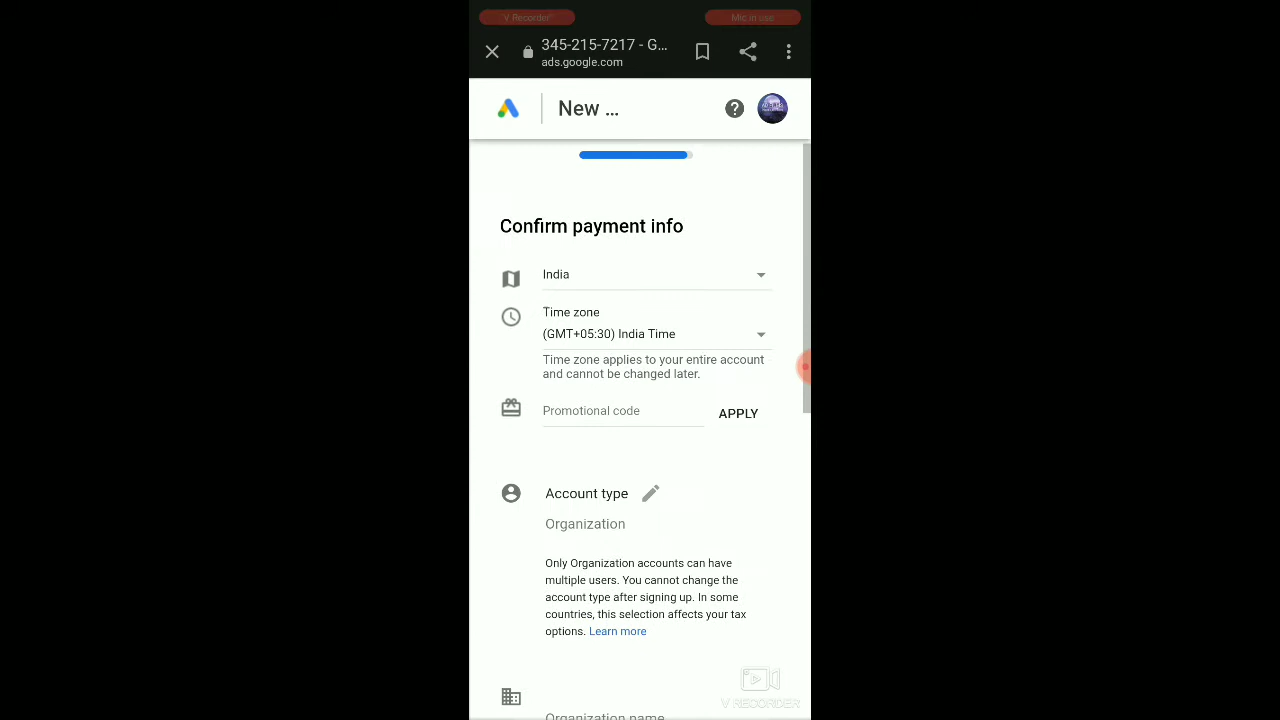 V Recorder
Mic in use
345-215-7217 - G...
ads.google.com
New ...
Confirm payment info
India
Time zone
(GMT+05:30) India Time
Time zone applies to your entire account
and cannot be changed later.
Promotional code
APPLY
Account type
Organization
Only Organization accounts can have
multiple users. You cannot change the
account type after signing up. In some
countries, this selection affects your tax
options. Learn more
V RECORDER
Organization name